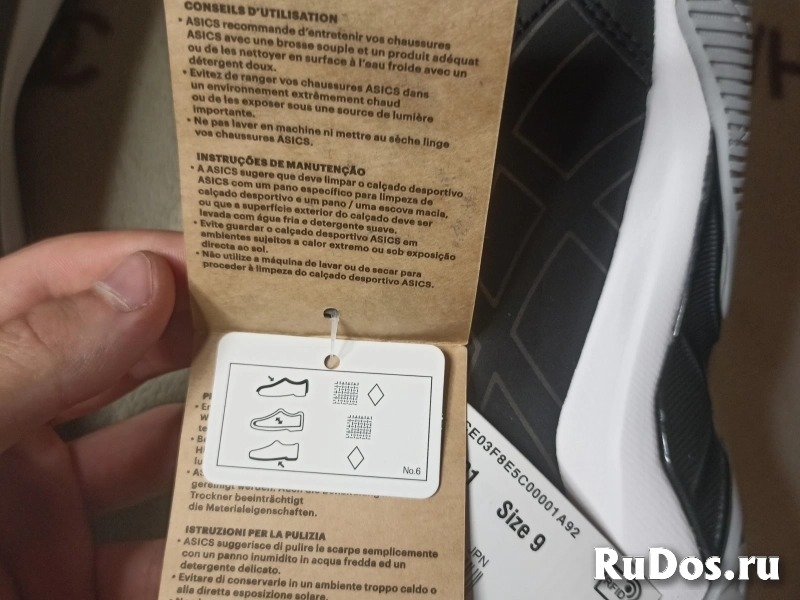 CONSEILS D'UTILISATION
• ASICS recommande d'entretenir vos chaussures
ASICS avec une brosse souple et un produit adéquat
ou de les nettoyer en surface à l'eau froide avec un
détergent doux.
• Evitez de ranger vos chaussures ASICS dans
un environnement extrêmement chaud
ou de les exposer sous une source de lumière
importante.
• Ne pas laver en machine ni mettre au sèche linge
vos chaussures ASICS.
INSTRUÇÕES DE MANUTENÇÃO
• A ASICS sugere que deve limpar o calçado desportivo
ASICS com um pano específico para limpeza de
calçado desportivo e um pano / uma escova macia,
ou que a superfície exterior do calçado deve ser
lavada com água fria e detergente suave.
• Evite guardar o calçado desportivo ASICS em
ambientes sujeitos a calor extremo ou sob exposição
directa ao sol.
• Não utilize a máquina de lavar ou de secar para
proceder à limpeza do calçado desportivo ASICS.
No.6
Trockner beeinträchtigt
die Materialeigenschaften.
ISTRUZIONI PER LA PULIZIA
• ASICS suggerisce di pulire le scarpe semplicemente
con un panno inumidito in acqua fredda ed un
detergente delicato.
• Evitare di conservarle in un ambiente troppo caldo o
alla diretta esposizione solare.
CE03F8E5C00001A92
Size 9
JPN
RFID
RuDos.ru